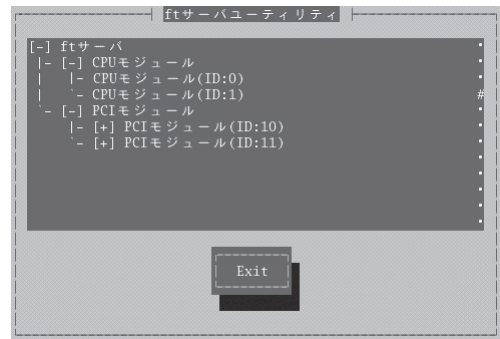 ftサーバユーティリティ
[-] ftサーバ
|- [-] CPUモジュール
|   |- CPUモジュール(ID:0)
|   `- CPUモジュール(ID:1)
`- [-] PCIモジュール
    |- [+] PCIモジュール(ID:10)
    `- [+] PCIモジュール(ID:11)
#
Exit